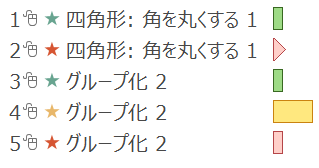 1 ★ 四角形: 角を丸くする 1
2 ★ 四角形: 角を丸くする 1
3 ★ グループ化 2
4 ★ グループ化 2
5 ★ グループ化 2